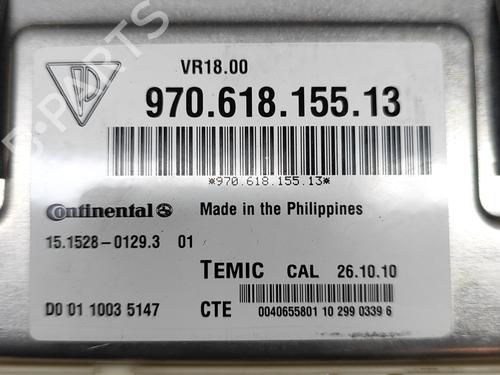 VR18.00
970.618.155.13
*970.618.155.13*
Continental Made in the Philippines
15.1528-0129.3 01
TEMIC CAL 26.10.10
D0 01 1003 5147 CTE 0040655801 10 299 0339 6
B-PARTS